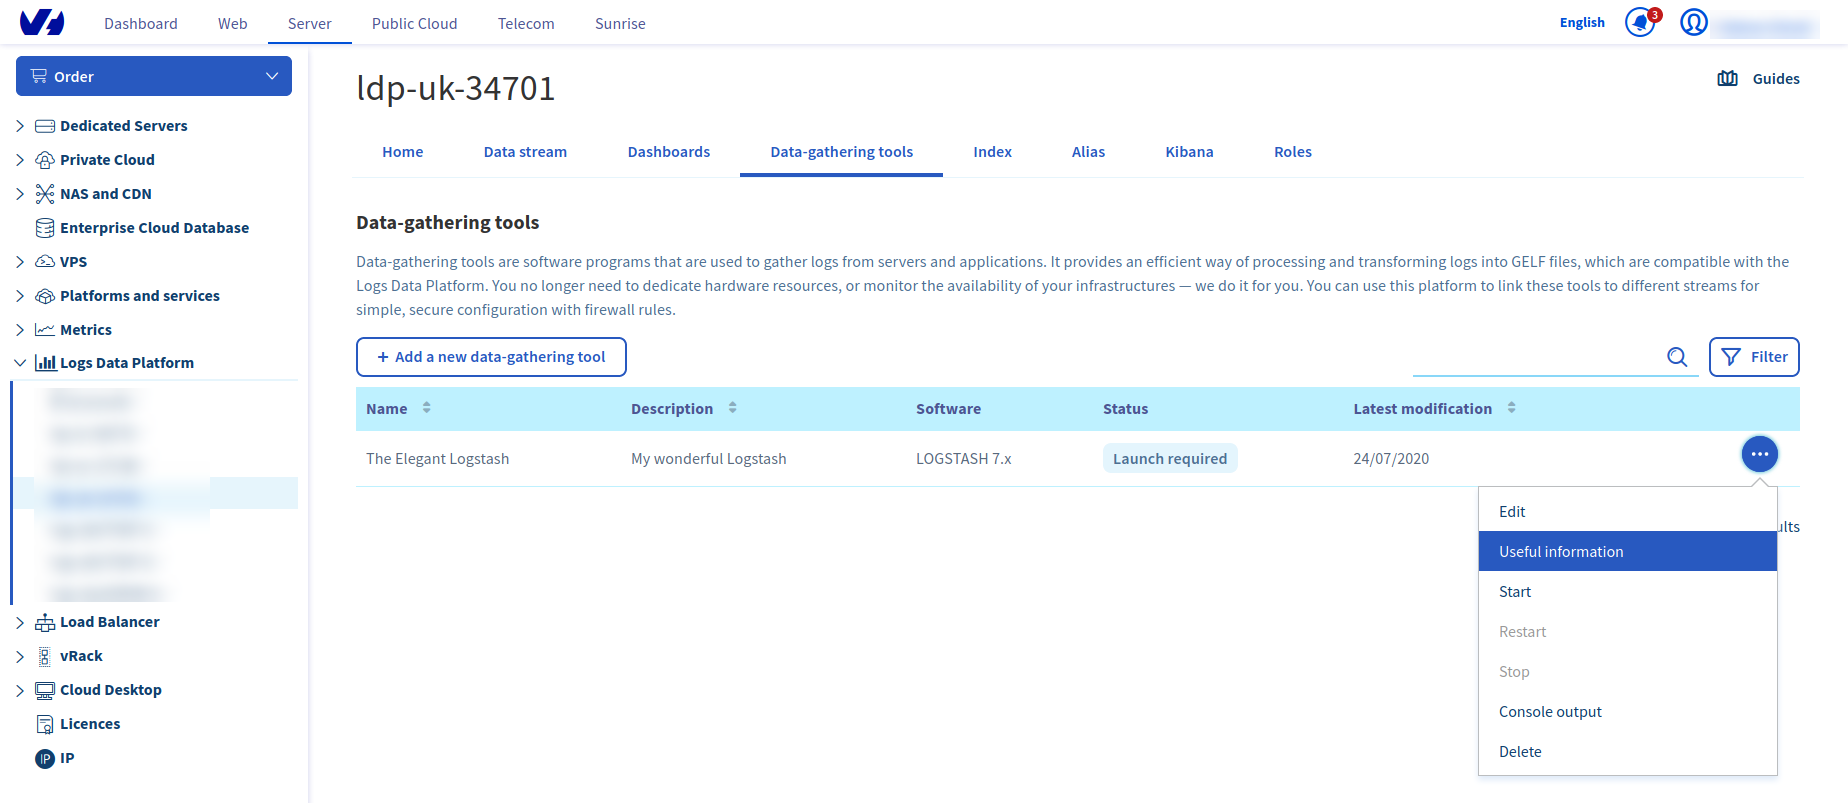 Dashboard Web Server Public Cloud Telecom Sunrise English 3
Order
Dedicated Servers
Private Cloud
NAS and CDN
Enterprise Cloud Database
VPS
Platforms and services
Metrics
Logs Data Platform
Load Balancer
vRack
Cloud Desktop
Licences
IP IP
ldp-uk-34701
Guides
Home Data stream Dashboards Data-gathering tools Index Alias Kibana Roles
Data-gathering tools
Data-gathering tools are software programs that are used to gather logs from servers and applications. It provides an efficient way of processing and transforming logs into GELF files, which are compatible with the
Logs Data Platform. You no longer need to dedicate hardware resources, or monitor the availability of your infrastructures — we do it for you. You can use this platform to link these tools to different streams for
simple, secure configuration with firewall rules.
+ Add a new data-gathering tool Filter
Name Description Software Status Latest modification
The Elegant Logstash My wonderful Logstash LOGSTASH 7.x Launch required 24/07/2020
Edit
Useful information
Start
Restart
Stop
Console output
Delete